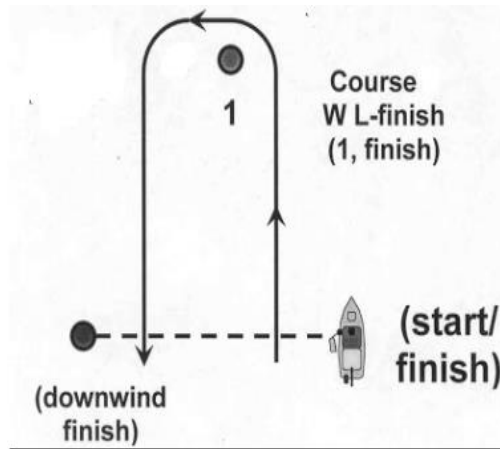 1
Course
W L-finish
(1, finish)
(start/
finish)
(downwind
finish)